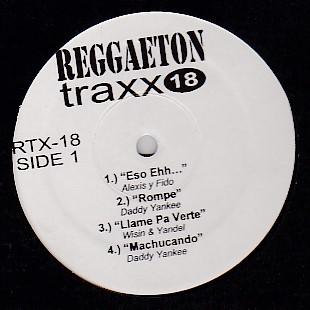 REGGAETON
traxx 18
RTX-18
SIDE 1
1.) "Eso Ehh..."
Alexis y Fido
2.) "Rompe"
Daddy Yankee
3.) "Llame Pa Verte"
Wisin & Yandel
4.) "Machucando"
Daddy Yankee